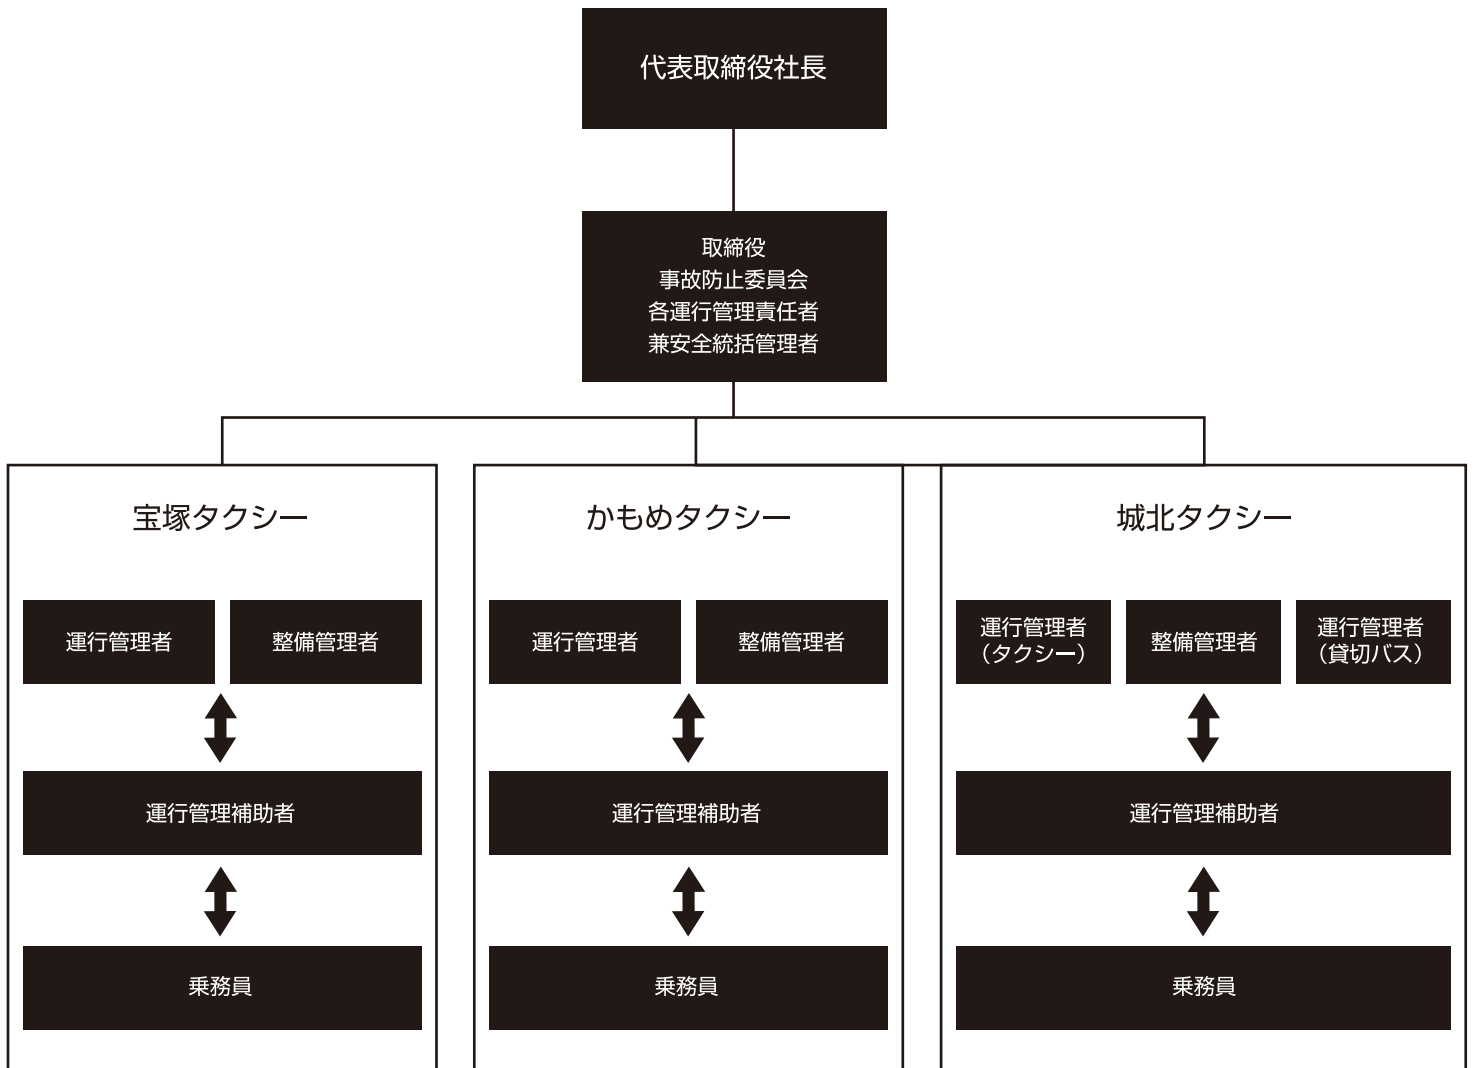 代表取締役社長
取締役
事故防止委員会
各運行管理責任者
兼安全統括管理者
宝塚タクシー
運行管理者
整備管理者
運行管理補助者
乗務員
かもめタクシー
運行管理者
整備管理者
運行管理補助者
乗務員
城北タクシー
運行管理者
（タクシー）
整備管理者
運行管理者
（貸切バス）
運行管理補助者
乗務員